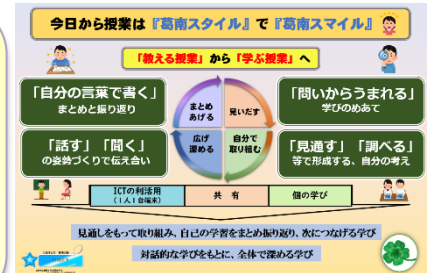 今日から授業は『葛南スタイル』で『葛南スマイル』
「教える授業」から「学ぶ授業」へ
「自分の言葉で書く」
まとめと振り返り
「問いからうまれる」
学びのめあて
まとめ
あげる
見いだす
広げ
深める
自分で
取り組む
「話す」「聞く」
の姿勢づくりで伝え合い
「見通す」「調べる」
等で形成する、自分の考え
ICTの利活用
(1人1台端末)
共 有
個の学び
見通しをもって取り組み、自己の学習をまとめ振り返り、次につなげる学び
対話的な学びをもとに、全体で深める学び